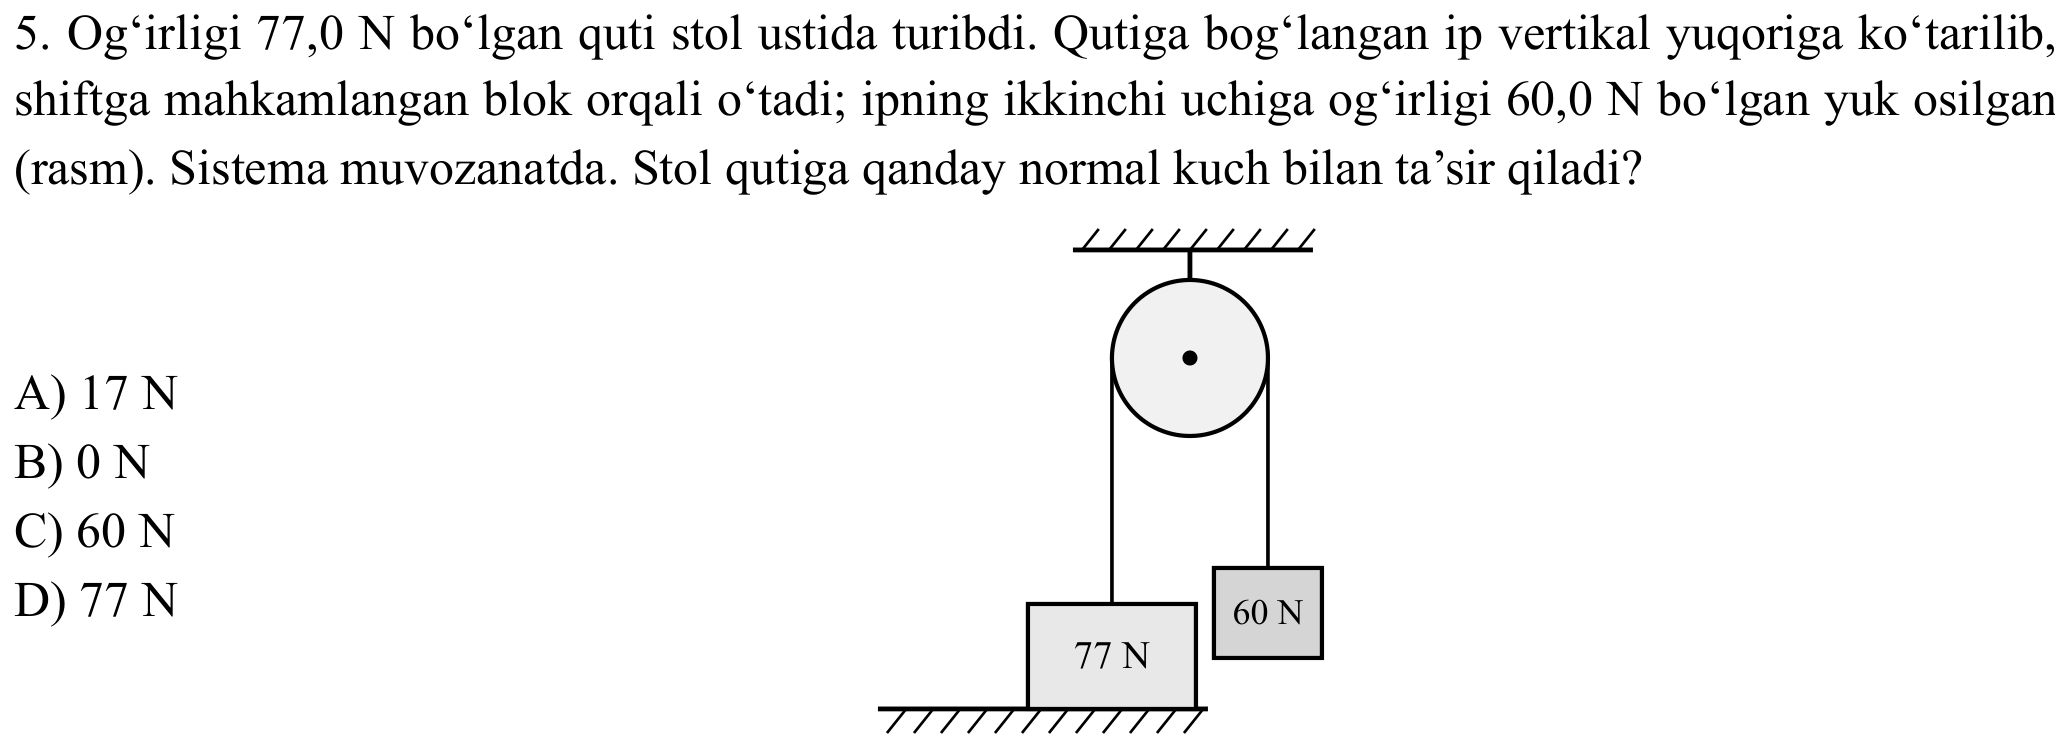 5. Og‘irligi 77,0 N bo‘lgan quti stol ustida turibdi. Qutiga bog‘langan ip vertikal yuqoriga ko‘tarilib,
shiftga mahkamlangan blok orqali o‘tadi; ipning ikkinchi uchiga og‘irligi 60,0 N bo‘lgan yuk osilgan
(rasm). Sistema muvozanatda. Stol qutiga qanday normal kuch bilan ta’sir qiladi?
A) 17 N
B) 0 N
C) 60 N
D) 77 N
60 N
77 N